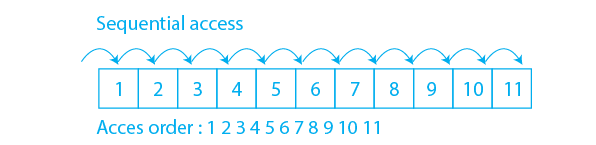 Sequential access
1 2 3 4 5 6 7 8 9 10 11
Acces order : 1 2 3 4 5 6 7 8 9 10 11